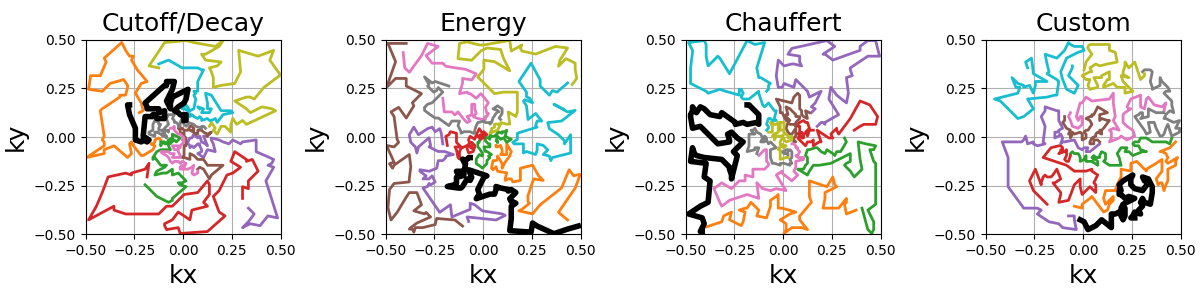 Cutoff/Decay Energy Chauffert Custom
0.50 0.50 0.50 0.50
0.25 0.25 0.25 0.25
ky 0.00 ky 0.00 ky 0.00 ky 0.00
−0.25 −0.25 −0.25 −0.25
−0.50 −0.50 −0.50 −0.50
−0.50 −0.25 0.00 0.25 0.50 −0.50 −0.25 0.00 0.25 0.50 −0.50 −0.25 0.00 0.25 0.50 −0.50 −0.25 0.00 0.25 0.50
kx kx kx kx